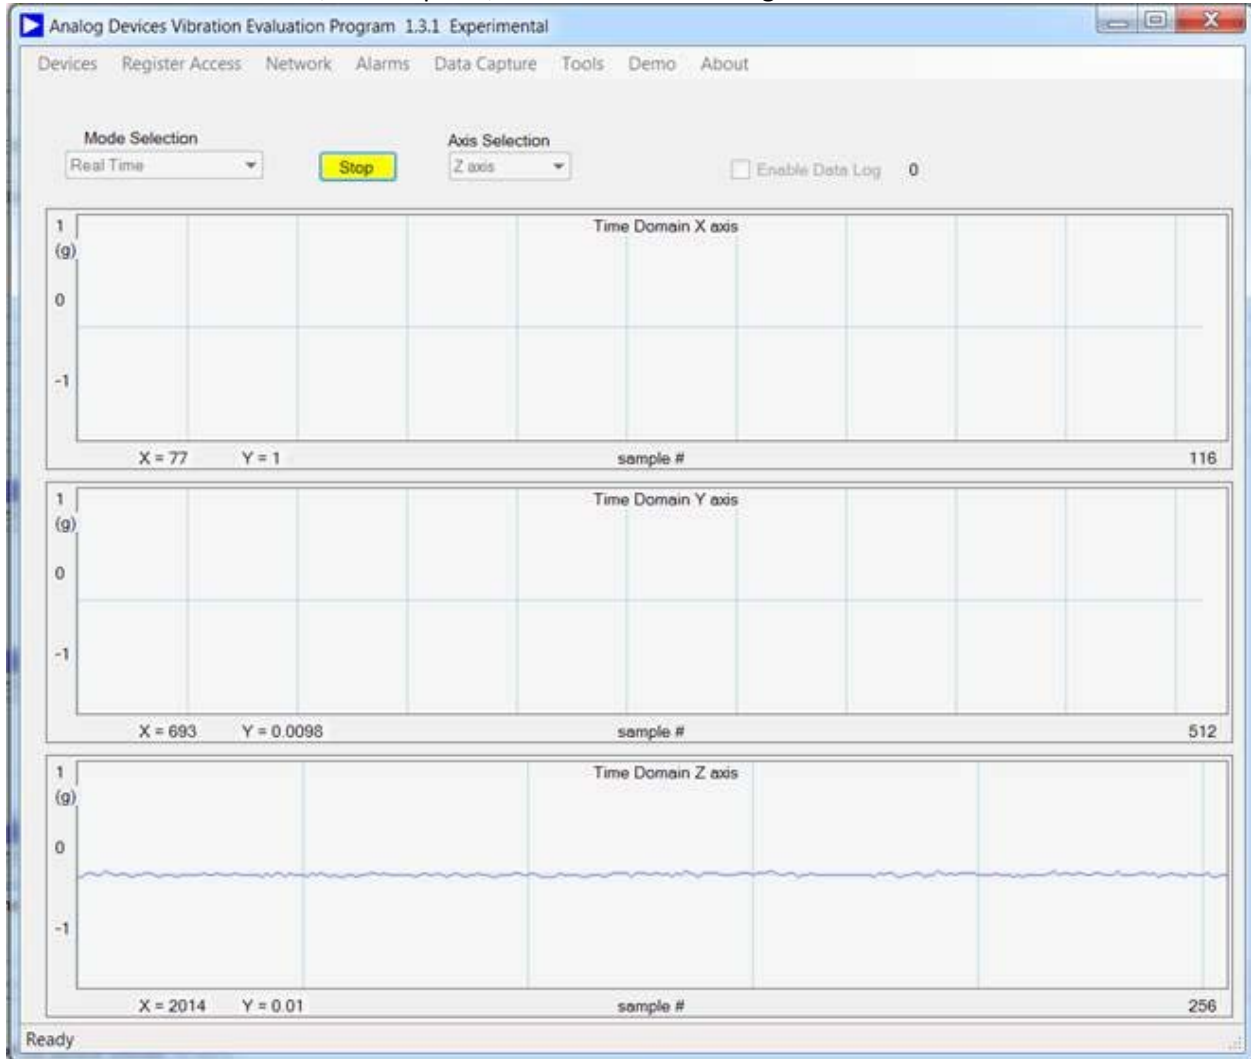 Analog Devices Vibration Evaluation Program 1.3.1 Experimental
Devices Register Access Network Alarms Data Capture Tools Demo About
Mode Selection
Axis Selection
Real Time
Stop
Z axis
Enable Data Log 0
1
Time Domain X axis
(g)
0
-1
X = 77 Y = 1 sample # 116
1
Time Domain Y axis
(g)
0
-1
X = 693 Y = 0.0098 sample # 512
1
Time Domain Z axis
(g)
0
-1
X = 2014 Y = 0.01 sample # 256
Ready